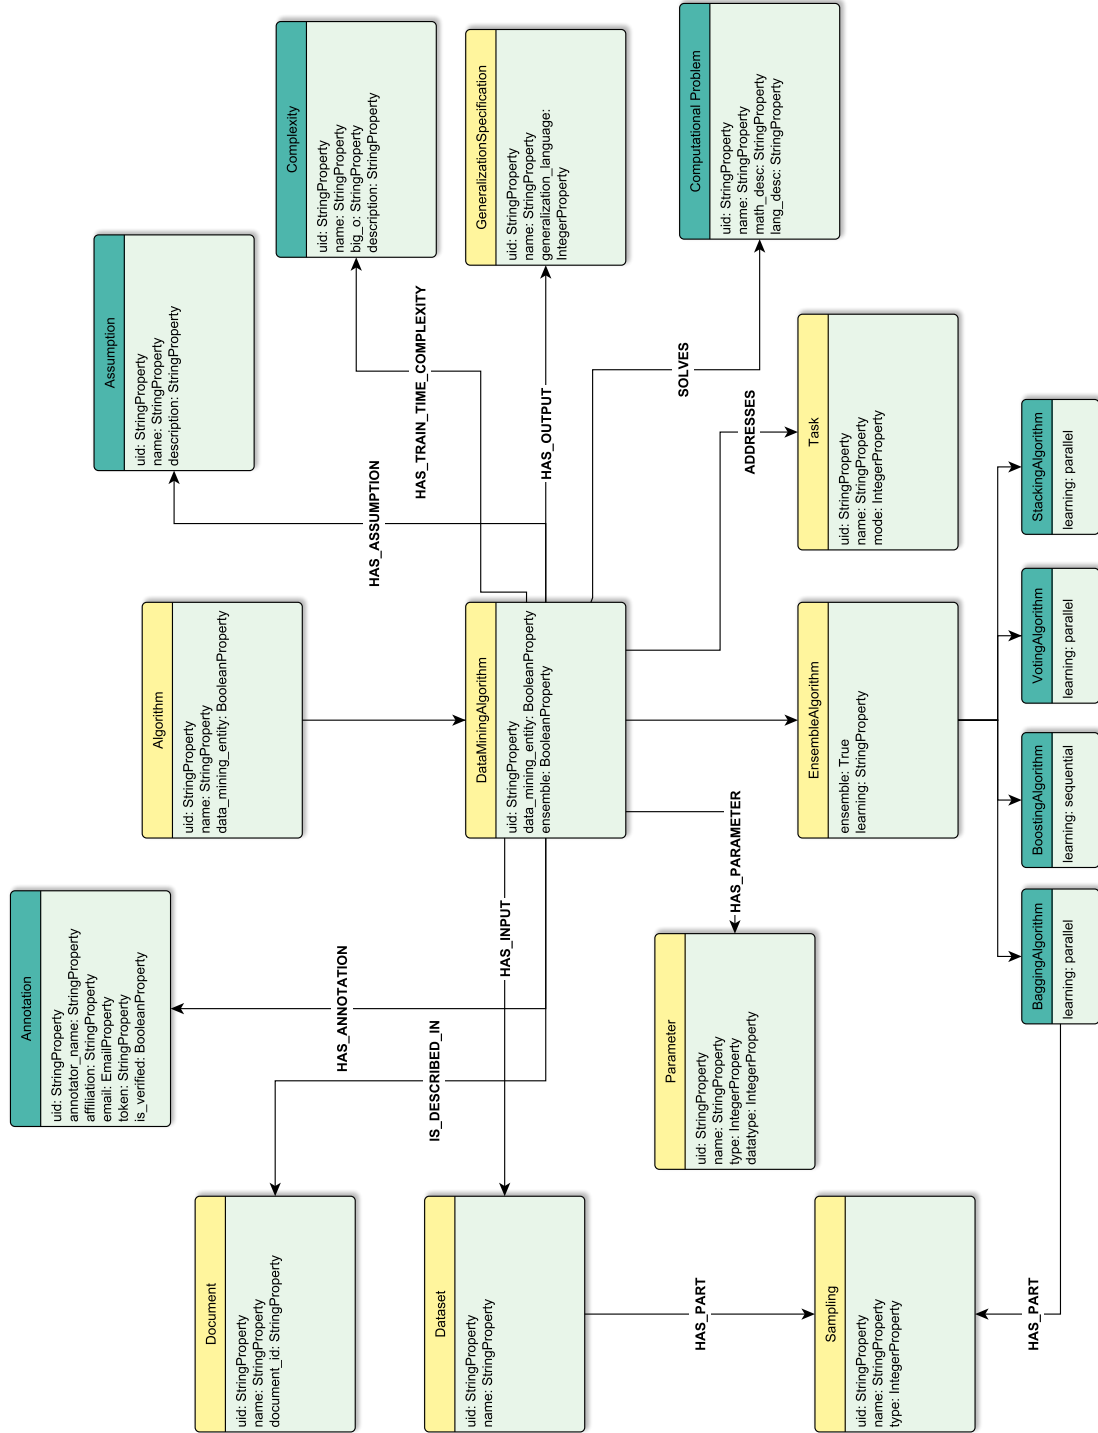 Annotation
uid: StringProperty
annotator_name: StringProperty
affiliation: StringProperty
email: EmailProperty
token: StringProperty
is_verified: BooleanProperty
Assumption
uid: StringProperty
name: StringProperty
description: StringProperty
Document
uid: StringProperty
name: StringProperty
document_id: StringProperty
HAS_ANNOTATION
Algorithm
uid: StringProperty
name: StringProperty
data_mining_entity: BooleanProperty
HAS_ASSUMPTION
Complexity
uid: StringProperty
name: StringProperty
big_o: StringProperty
description: StringProperty
IS_DESCRIBED_IN
HAS_TRAIN_TIME_COMPLEXITY
Dataset
uid: StringProperty
name: StringProperty
HAS_INPUT
DataMiningAlgorithm
uid: StringProperty
data_mining_entity: BooleanProperty
ensemble: BooleanProperty
HAS_OUTPUT
GeneralizationSpecification
uid: StringProperty
name: StringProperty
generalization_language:
IntegerProperty
HAS_PART
Parameter
uid: StringProperty
name: StringProperty
type: IntegerProperty
datatype: IntegerProperty
HAS_PARAMETER
SOLVES
Computational Problem
uid: StringProperty
name: StringProperty
math_desc: StringProperty
lang_desc: StringProperty
ADDRESSES
Sampling
uid: StringProperty
name: StringProperty
type: IntegerProperty
EnsembleAlgorithm
ensemble: True
learning: StringProperty
Task
uid: StringProperty
name: StringProperty
mode: IntegerProperty
HAS_PART
BaggingAlgorithm
learning: parallel
BoostingAlgorithm
learning: sequential
VotingAlgorithm
learning: parallel
StackingAlgorithm
learning: parallel